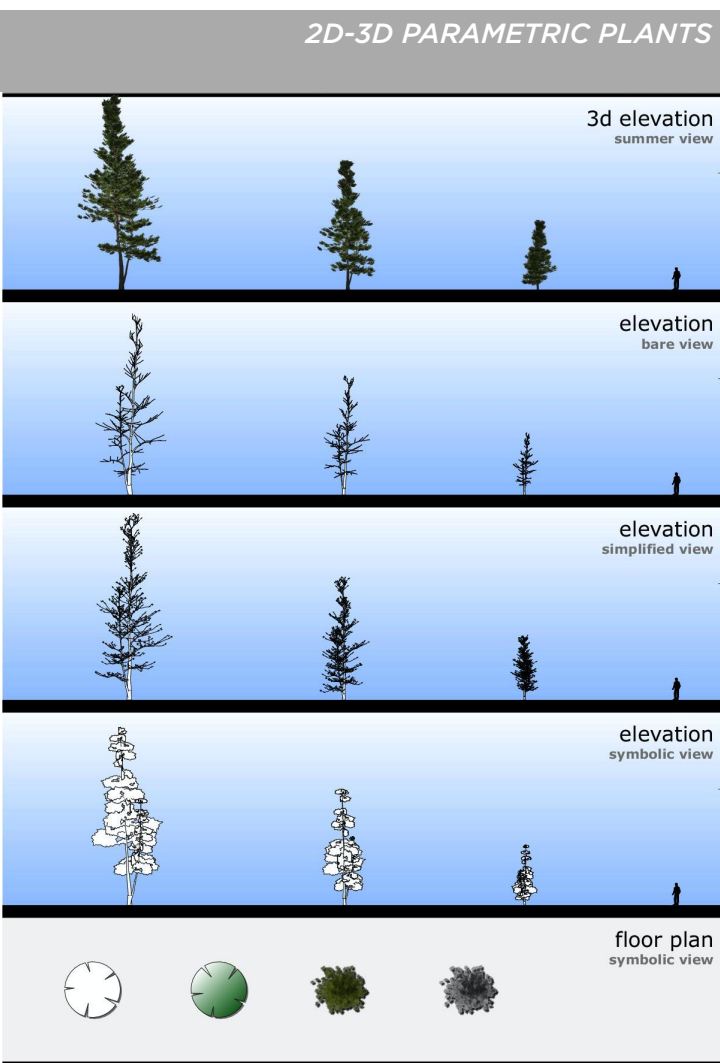 2D-3D PARAMETRIC PLANTS
3d elevation
summer view
elevation
bare view
elevation
simplified view
elevation
symbolic view
floor plan
symbolic view